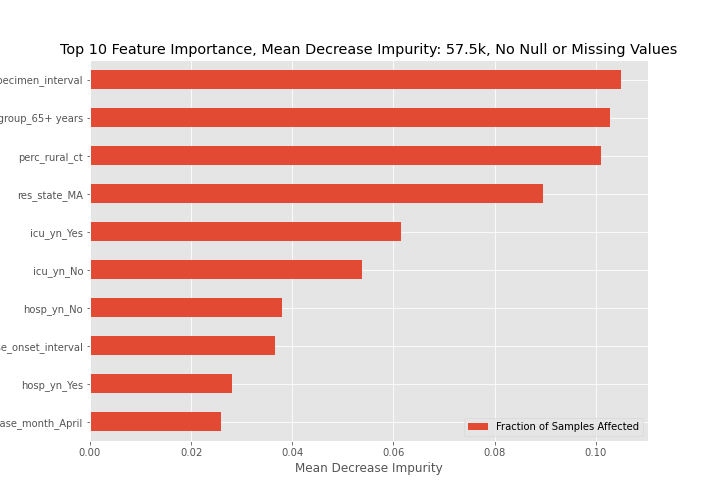 Top 10 Feature Importance, Mean Decrease Impurity: 57.5k, No Null or Missing Values
pecimen_interval
group_65+ years
perc_rural_ct
res_state_MA
icu_yn_Yes
icu_yn_No
hosp_yn_No
se_onset_interval
hosp_yn_Yes
ase_month_April
Fraction of Samples Affected
0.00 0.02 0.04 0.06 0.08 0.10
Mean Decrease Impurity